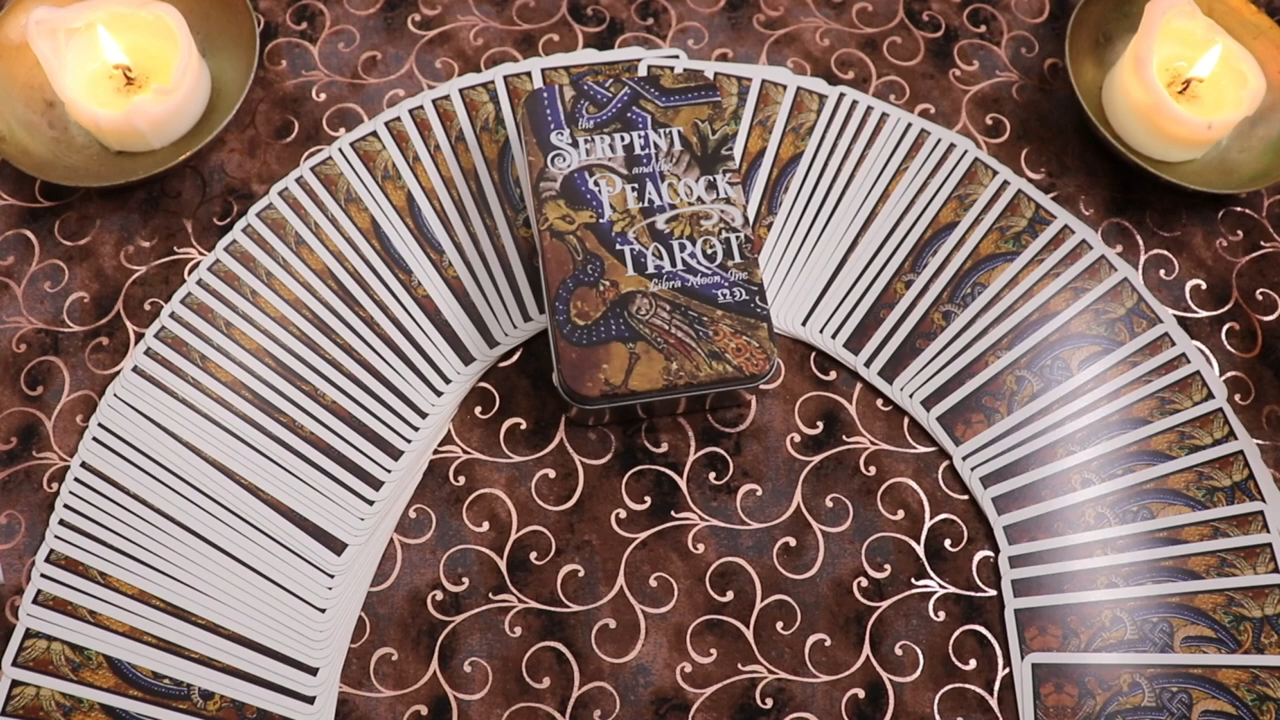 the
SERPENT
and the
PEACOCK
TAROT
Libra Moon, Inc